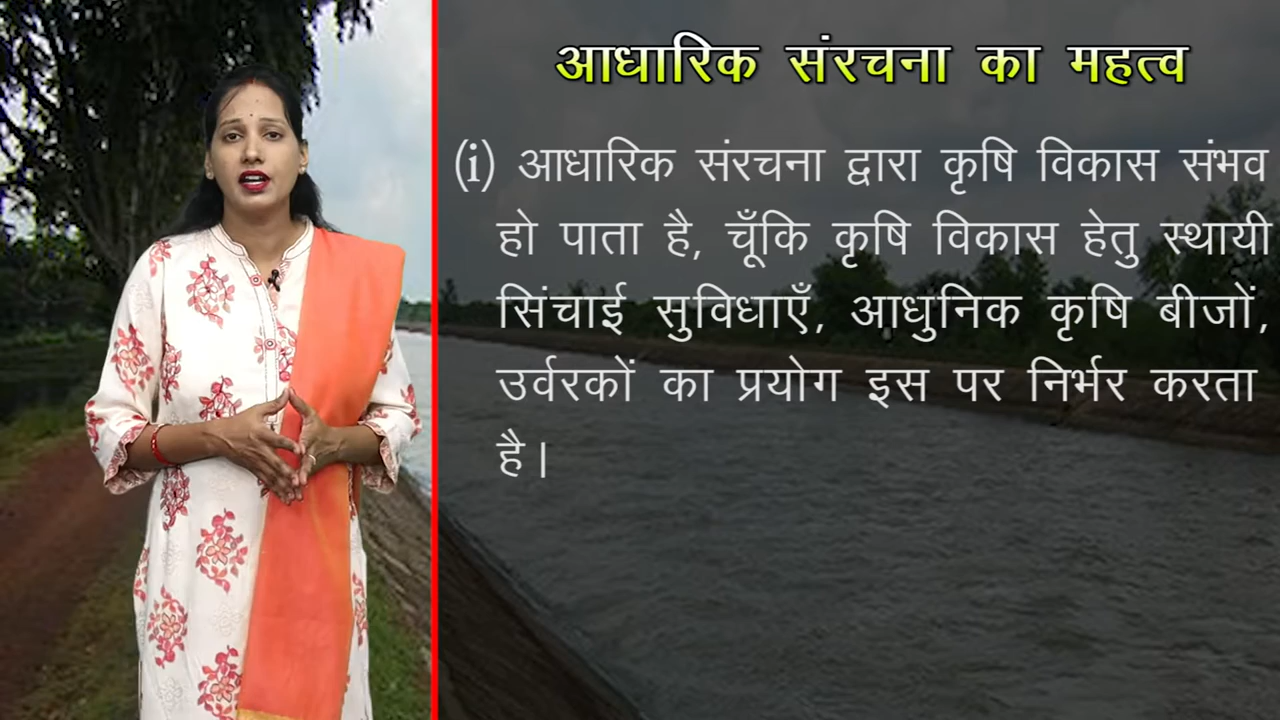 आधारिक संरचना का महत्व
(i) आधारिक संरचना द्वारा कृषि विकास संभव
हो पाता है, चूँकि कृषि विकास हेतु स्थायी
सिंचाई सुविधाएँ, आधुनिक कृषि बीजों,
उर्वरकों का प्रयोग इस पर निर्भर करता
है।